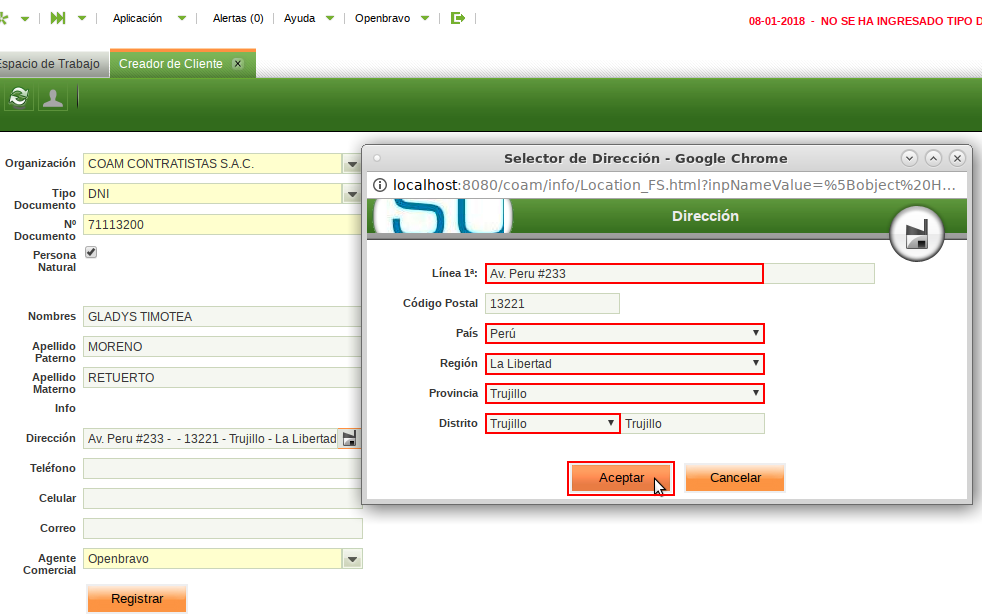 Aplicación Alertas (0) Ayuda Openbravo
08-01-2018 - NO SE HA INGRESADO TIPO D
Espacio de Trabajo Creador de Cliente x
Organización COAM CONTRATISTAS S.A.C.
Tipo Documento DNI
Nº Documento 71113200
Persona Natural
Nombres GLADYS TIMOTEA
Apellido Paterno MORENO
Apellido Materno RETUERTO
Info
Dirección Av. Peru #233 - - 13221 - Trujillo - La Libertad
Teléfono
Celular
Correo
Agente Comercial Openbravo
Registrar
Selector de Dirección - Google Chrome
localhost:8080/coam/info/Location_FS.html?inpNameValue=%5Bobject%20H...
Dirección
Línea 1ª: Av. Peru #233
Código Postal 13221
País Perú
Región La Libertad
Provincia Trujillo
Distrito Trujillo Trujillo
Aceptar Cancelar